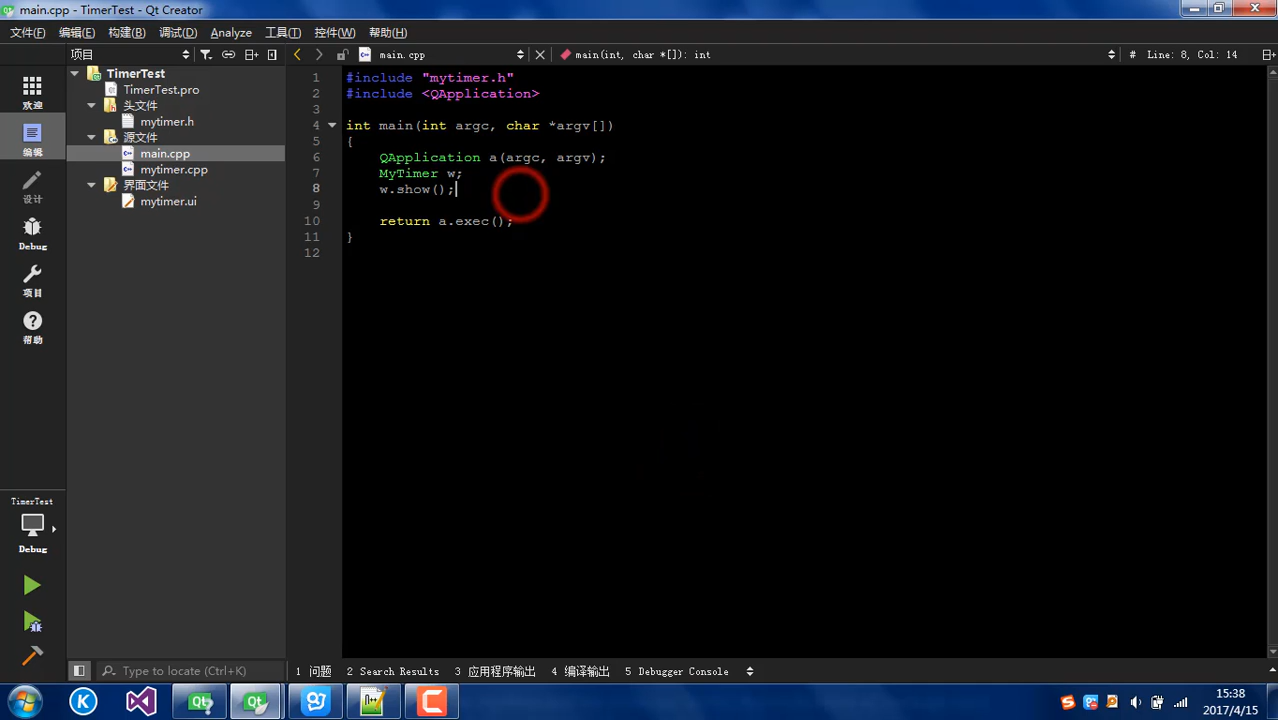 main.cpp - TimerTest - Qt Creator
文件(F) 编辑(E) 构建(B) 调试(D) Analyze 工具(T) 控件(W) 帮助(H)
项目 main.cpp main(int, char *[]): int # Line: 8, Col: 14
欢迎
编辑
设计
Debug
项目
帮助
TimerTest
Debug
TimerTest
TimerTest.pro
头文件
mytimer.h
源文件
main.cpp
mytimer.cpp
界面文件
mytimer.ui
1 #include "mytimer.h"
2 #include <QApplication>
3
4 int main(int argc, char *argv[])
5 {
6 QApplication a(argc, argv);
7 MyTimer w;
8 w.show();
9
10 return a.exec();
11 }
12
Type to locate (Ctrl+K) 1 问题 2 Search Results 3 应用程序输出 4 编译输出 5 Debugger Console
15:38
2017/4/15